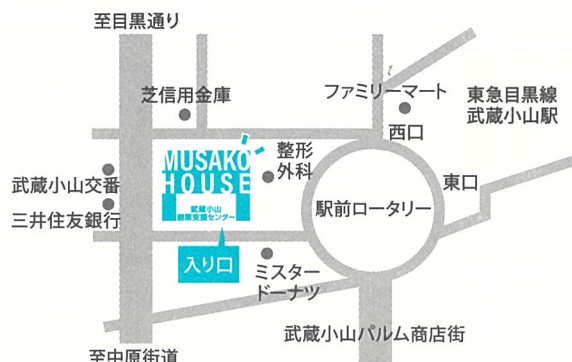 至目黒通り
芝信用金庫
ファミリーマート
東急目黒線
武蔵小山駅
西口
MUSAKO
HOUSE
整形
外科
武蔵小山交番
東口
三井住友銀行
武蔵小山
創業支援センター
駅前ロータリー
入り口
ミスター
ドーナツ
武蔵小山パルム商店街
至中原街道